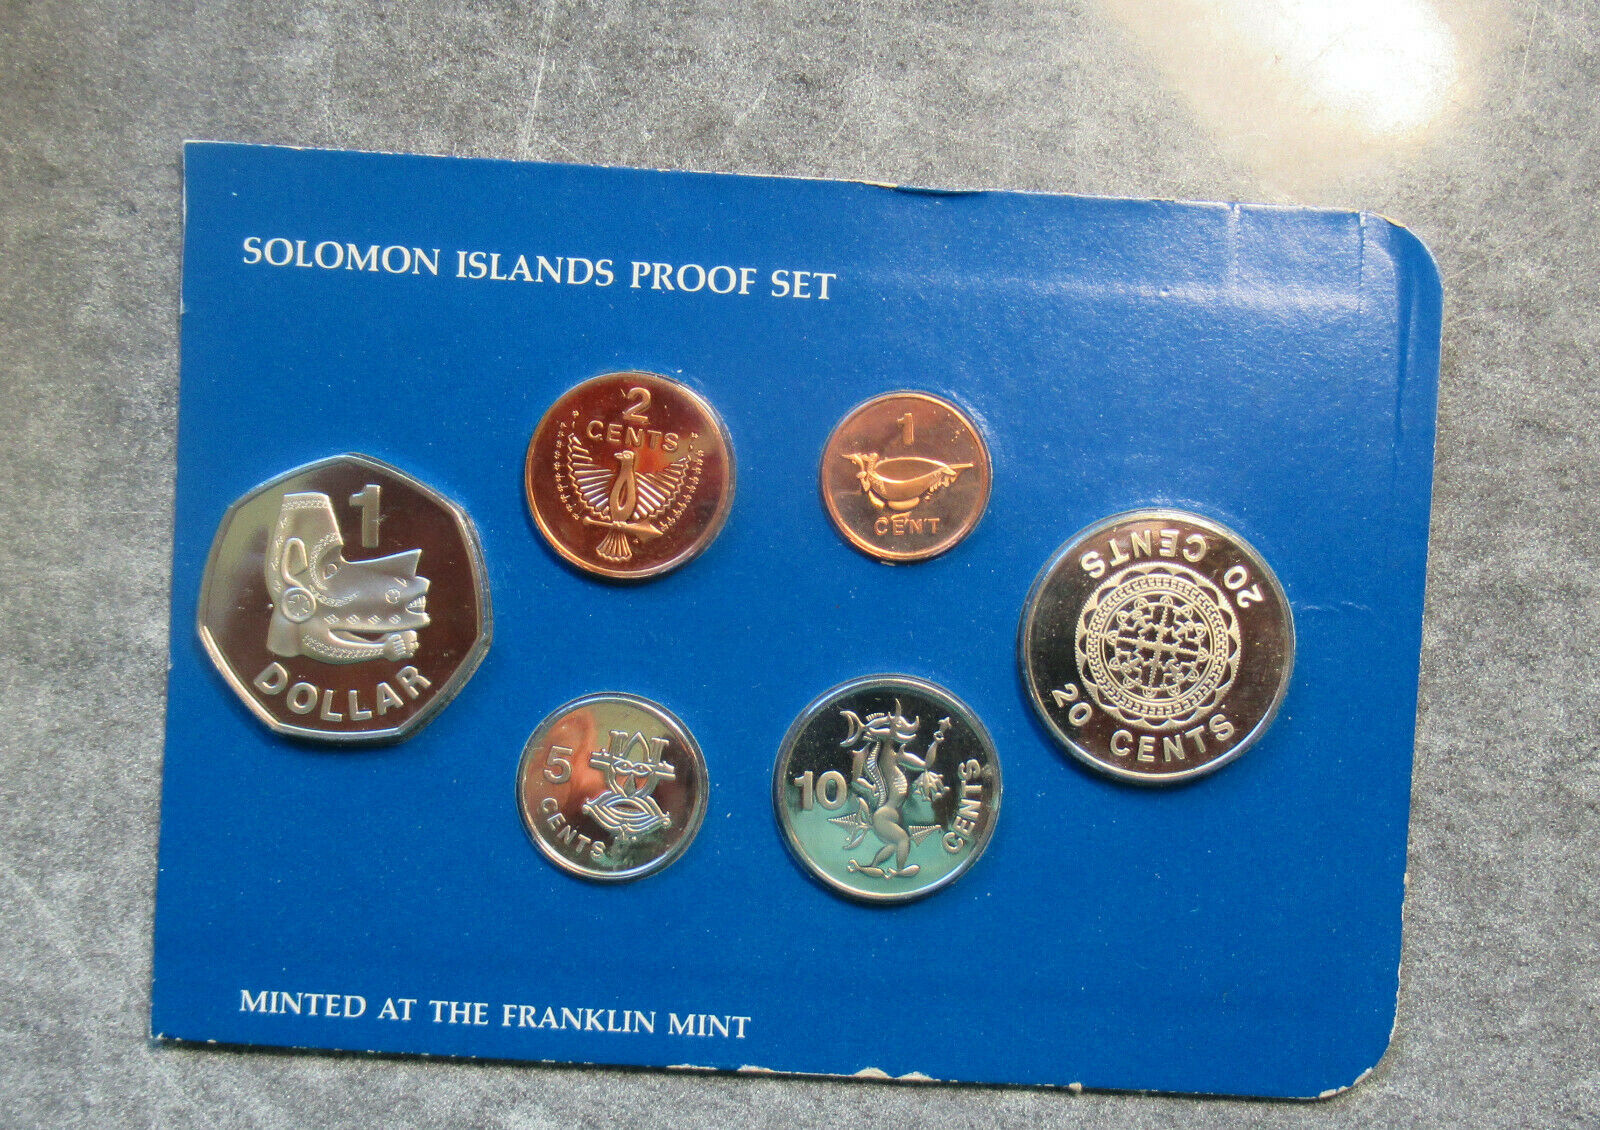 SOLOMON ISLANDS PROOF SET
2
CENTS
1
CENT
1
DOLLAR
20 CENTS
20 CENTS
5
CENTS
10
CENTS
MINTED AT THE FRANKLIN MINT